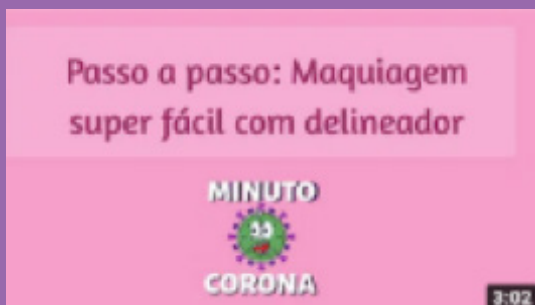 Passo a passo: Maquiagem
super fácil com delineador
MINUTO
CORONA
3:02